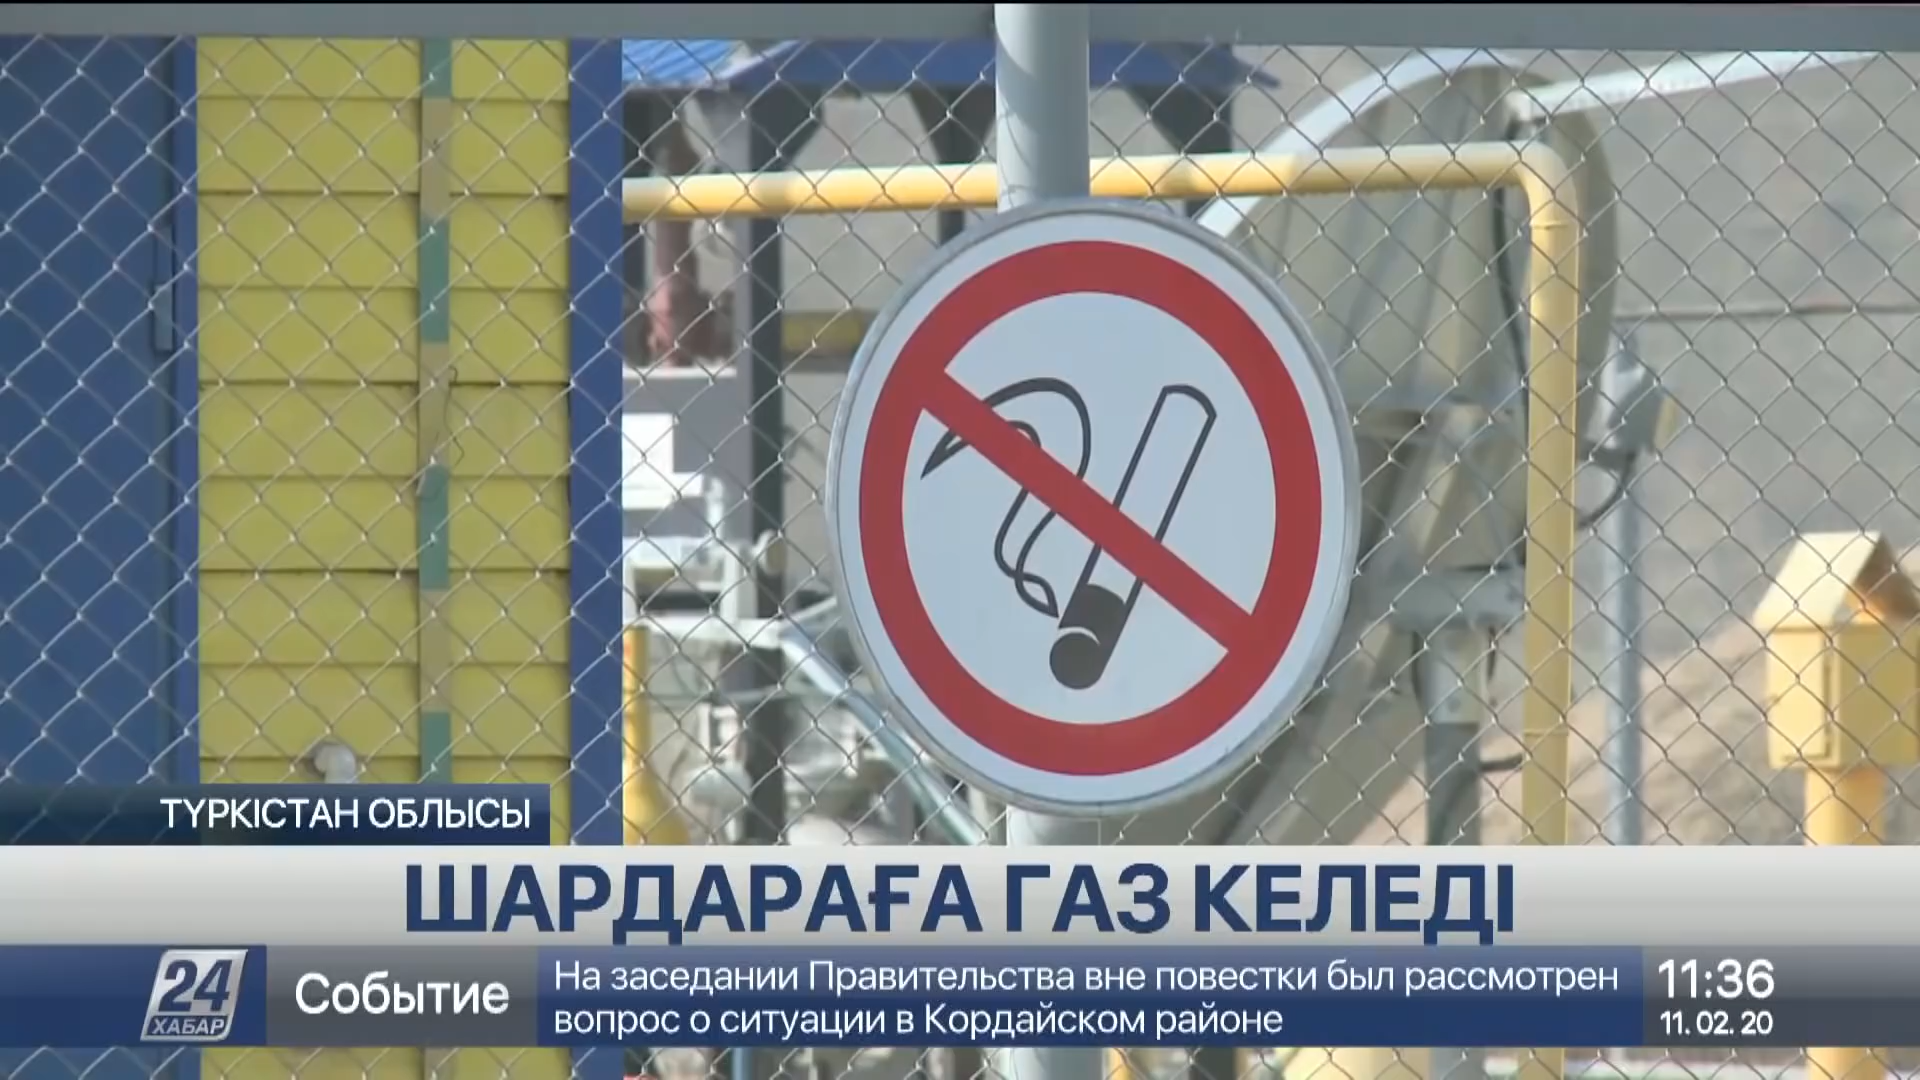 ТҮРКІСТАН ОБЛЫСЫ
ШАРДАРАҒА ГАЗ КЕЛЕДІ
24
ХАБАР
Событие
На заседании Правительства вне повестки был рассмотрен
вопрос о ситуации в Кордайском районе
11:36
11. 02. 20